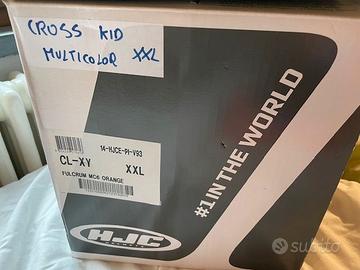 CROSS KID
MULTICOLOR XXL
14-HJCE-PI-V93
CL-XY XXL
FULCRUM MC6 ORANGE
HJC
#1 IN THE WORLD
subito